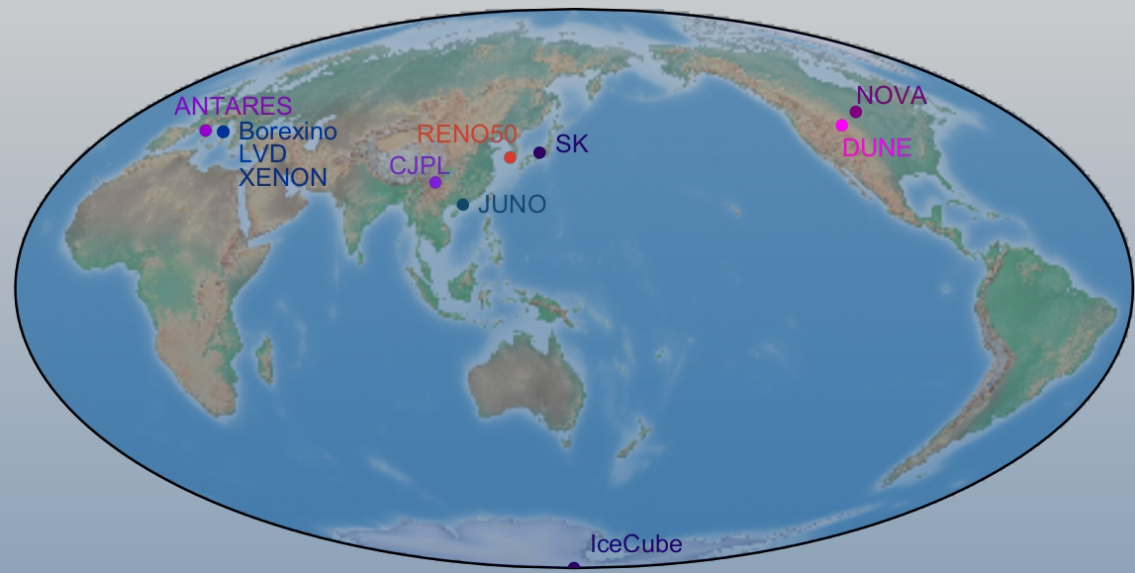 NOVA
ANTARES
Borexino
LVD
XENON
RENO50
SK
DUNE
CJPL
JUNO
IceCube